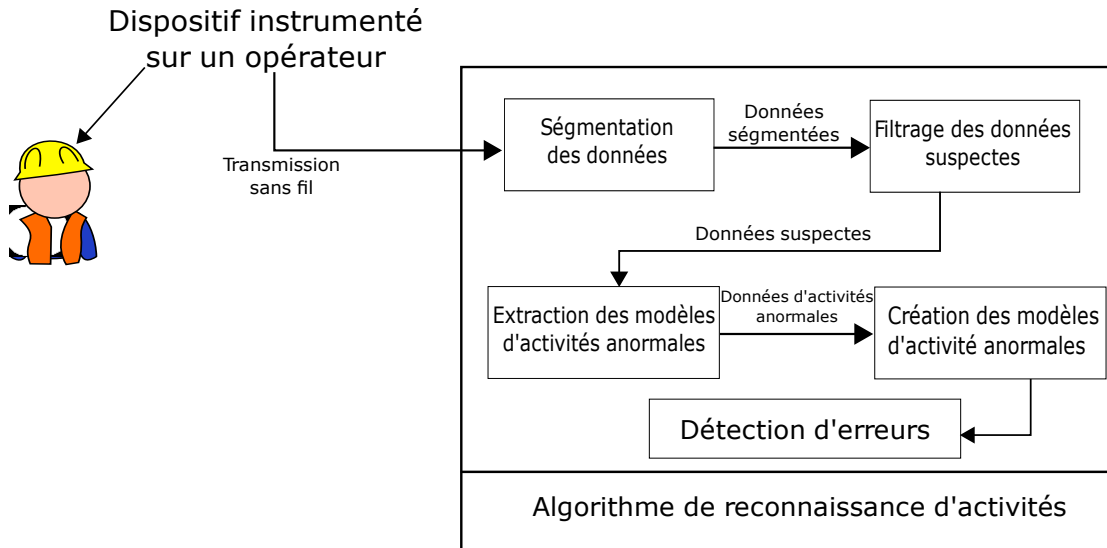 Dispositif instrumenté
sur un opérateur
Transmission
sans fil
Ségmentation
des données
Données
ségmentées
Filtrage des données
suspectes
Données suspectes
Extraction des modèles
d'activités anormales
Données d'activités
anormales
Création des modèles
d'activité anormales
Détection d'erreurs
Algorithme de reconnaissance d'activités